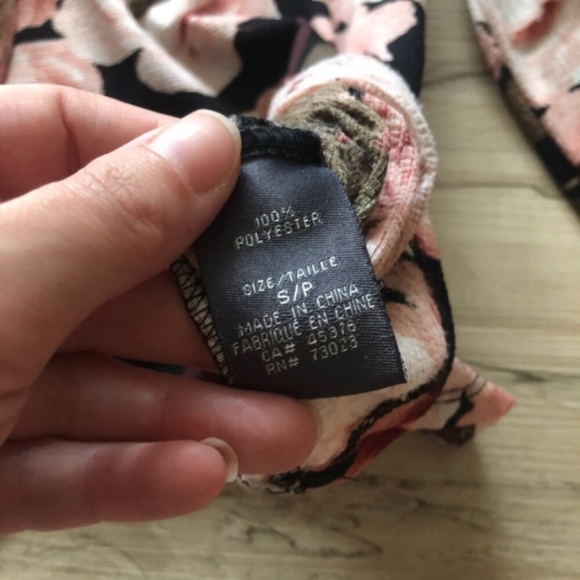 100%
POLYESTER
SIZE/TAILLE
S/P
MADE IN CHINA
FABRIQUE EN CHINE
CA# 45376
RN# 73023